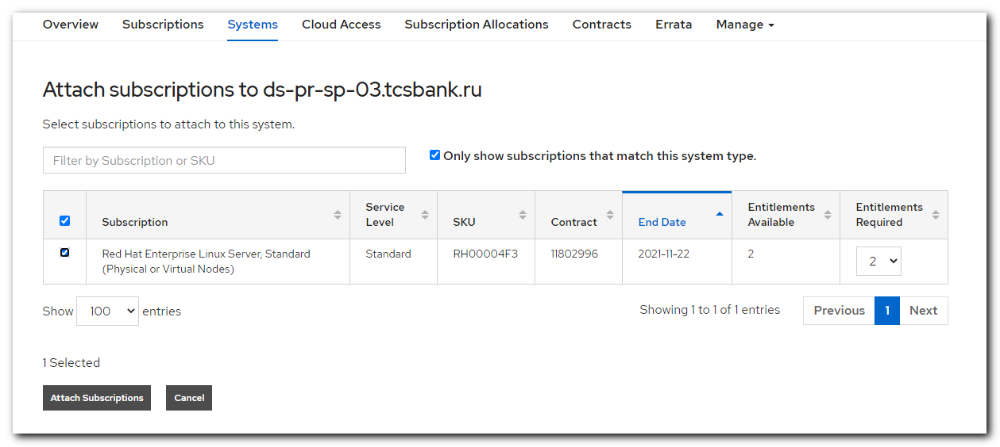 Overview Subscriptions Systems Cloud Access Subscription Allocations Contracts Errata Manage
Attach subscriptions to ds-pr-sp-03.tcsbank.ru
Select subscriptions to attach to this system.
Filter by Subscription or SKU
Only show subscriptions that match this system type.
Subscription Service Level SKU Contract End Date Entitlements Available Entitlements Required
Red Hat Enterprise Linux Server, Standard (Physical or Virtual Nodes) Standard RH00004F3 11802996 2021-11-22 2 2
Show 100 entries Showing 1 to 1 of 1 entries Previous 1 Next
1 Selected
Attach Subscriptions Cancel